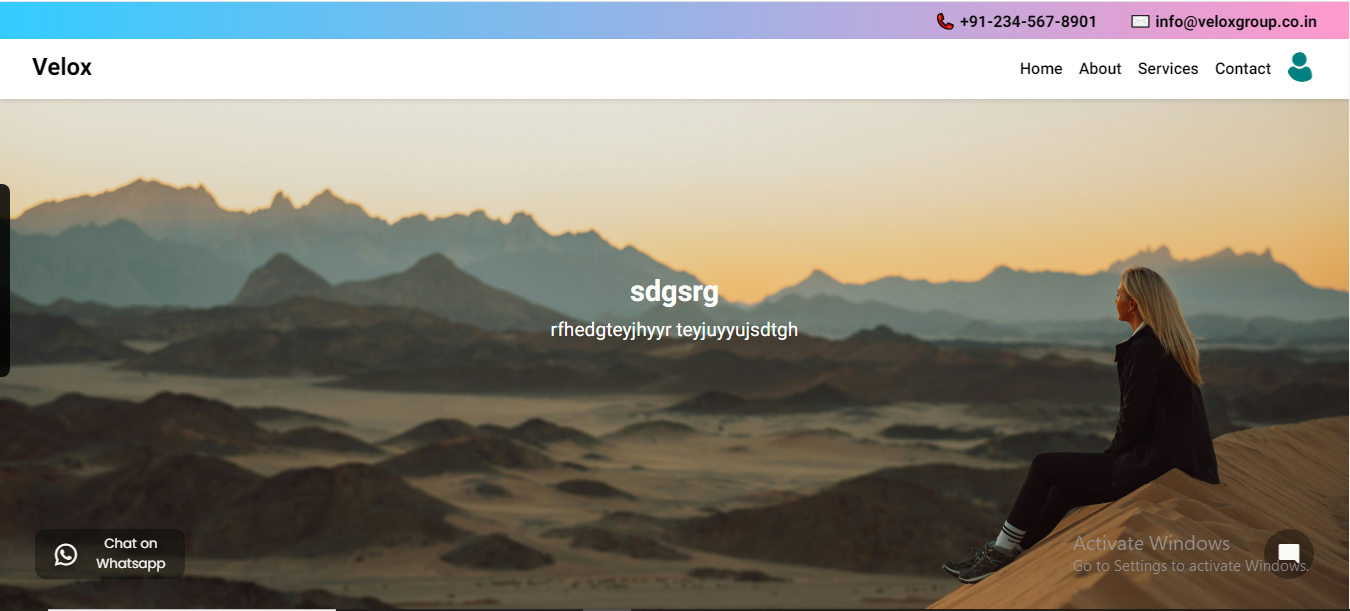 +91-234-567-8901 info@veloxgroup.co.in
Velox
Home About Services Contact
sdgsrg
rfhedgteyjhyyr teyjuyyujsdtgh
Chat on
Whatsapp
Activate Windows
Go to Settings to activate Windows.